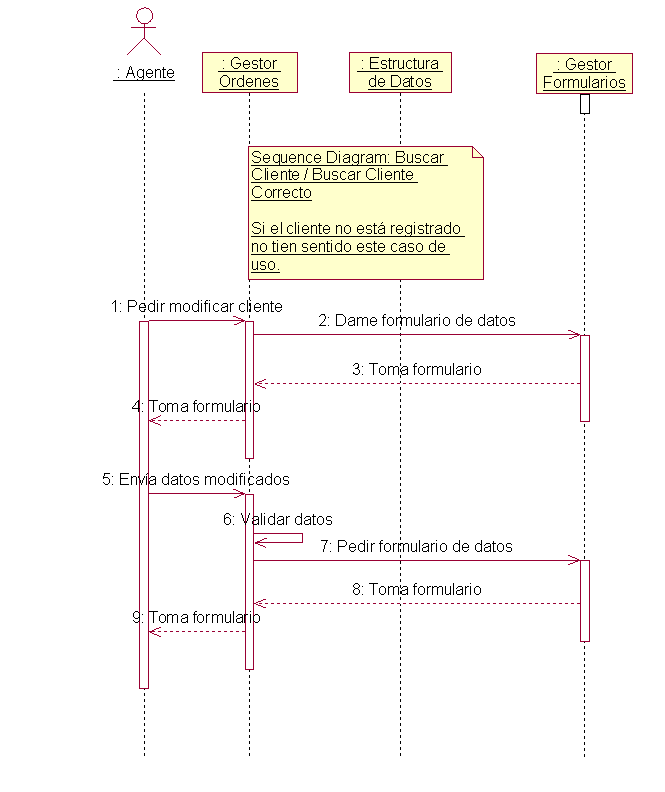 : Agente
: Gestor
Ordenes
: Estructura
de Datos
: Gestor
Formularios
Sequence Diagram: Buscar
Cliente / Buscar Cliente
Correcto
Si el cliente no está registrado
no tien sentido este caso de
uso.
1: Pedir modificar cliente
2: Dame formulario de datos
3: Toma formulario
4: Toma formulario
5: Envía datos modificados
6: Validar datos
7: Pedir formulario de datos
8: Toma formulario
9: Toma formulario